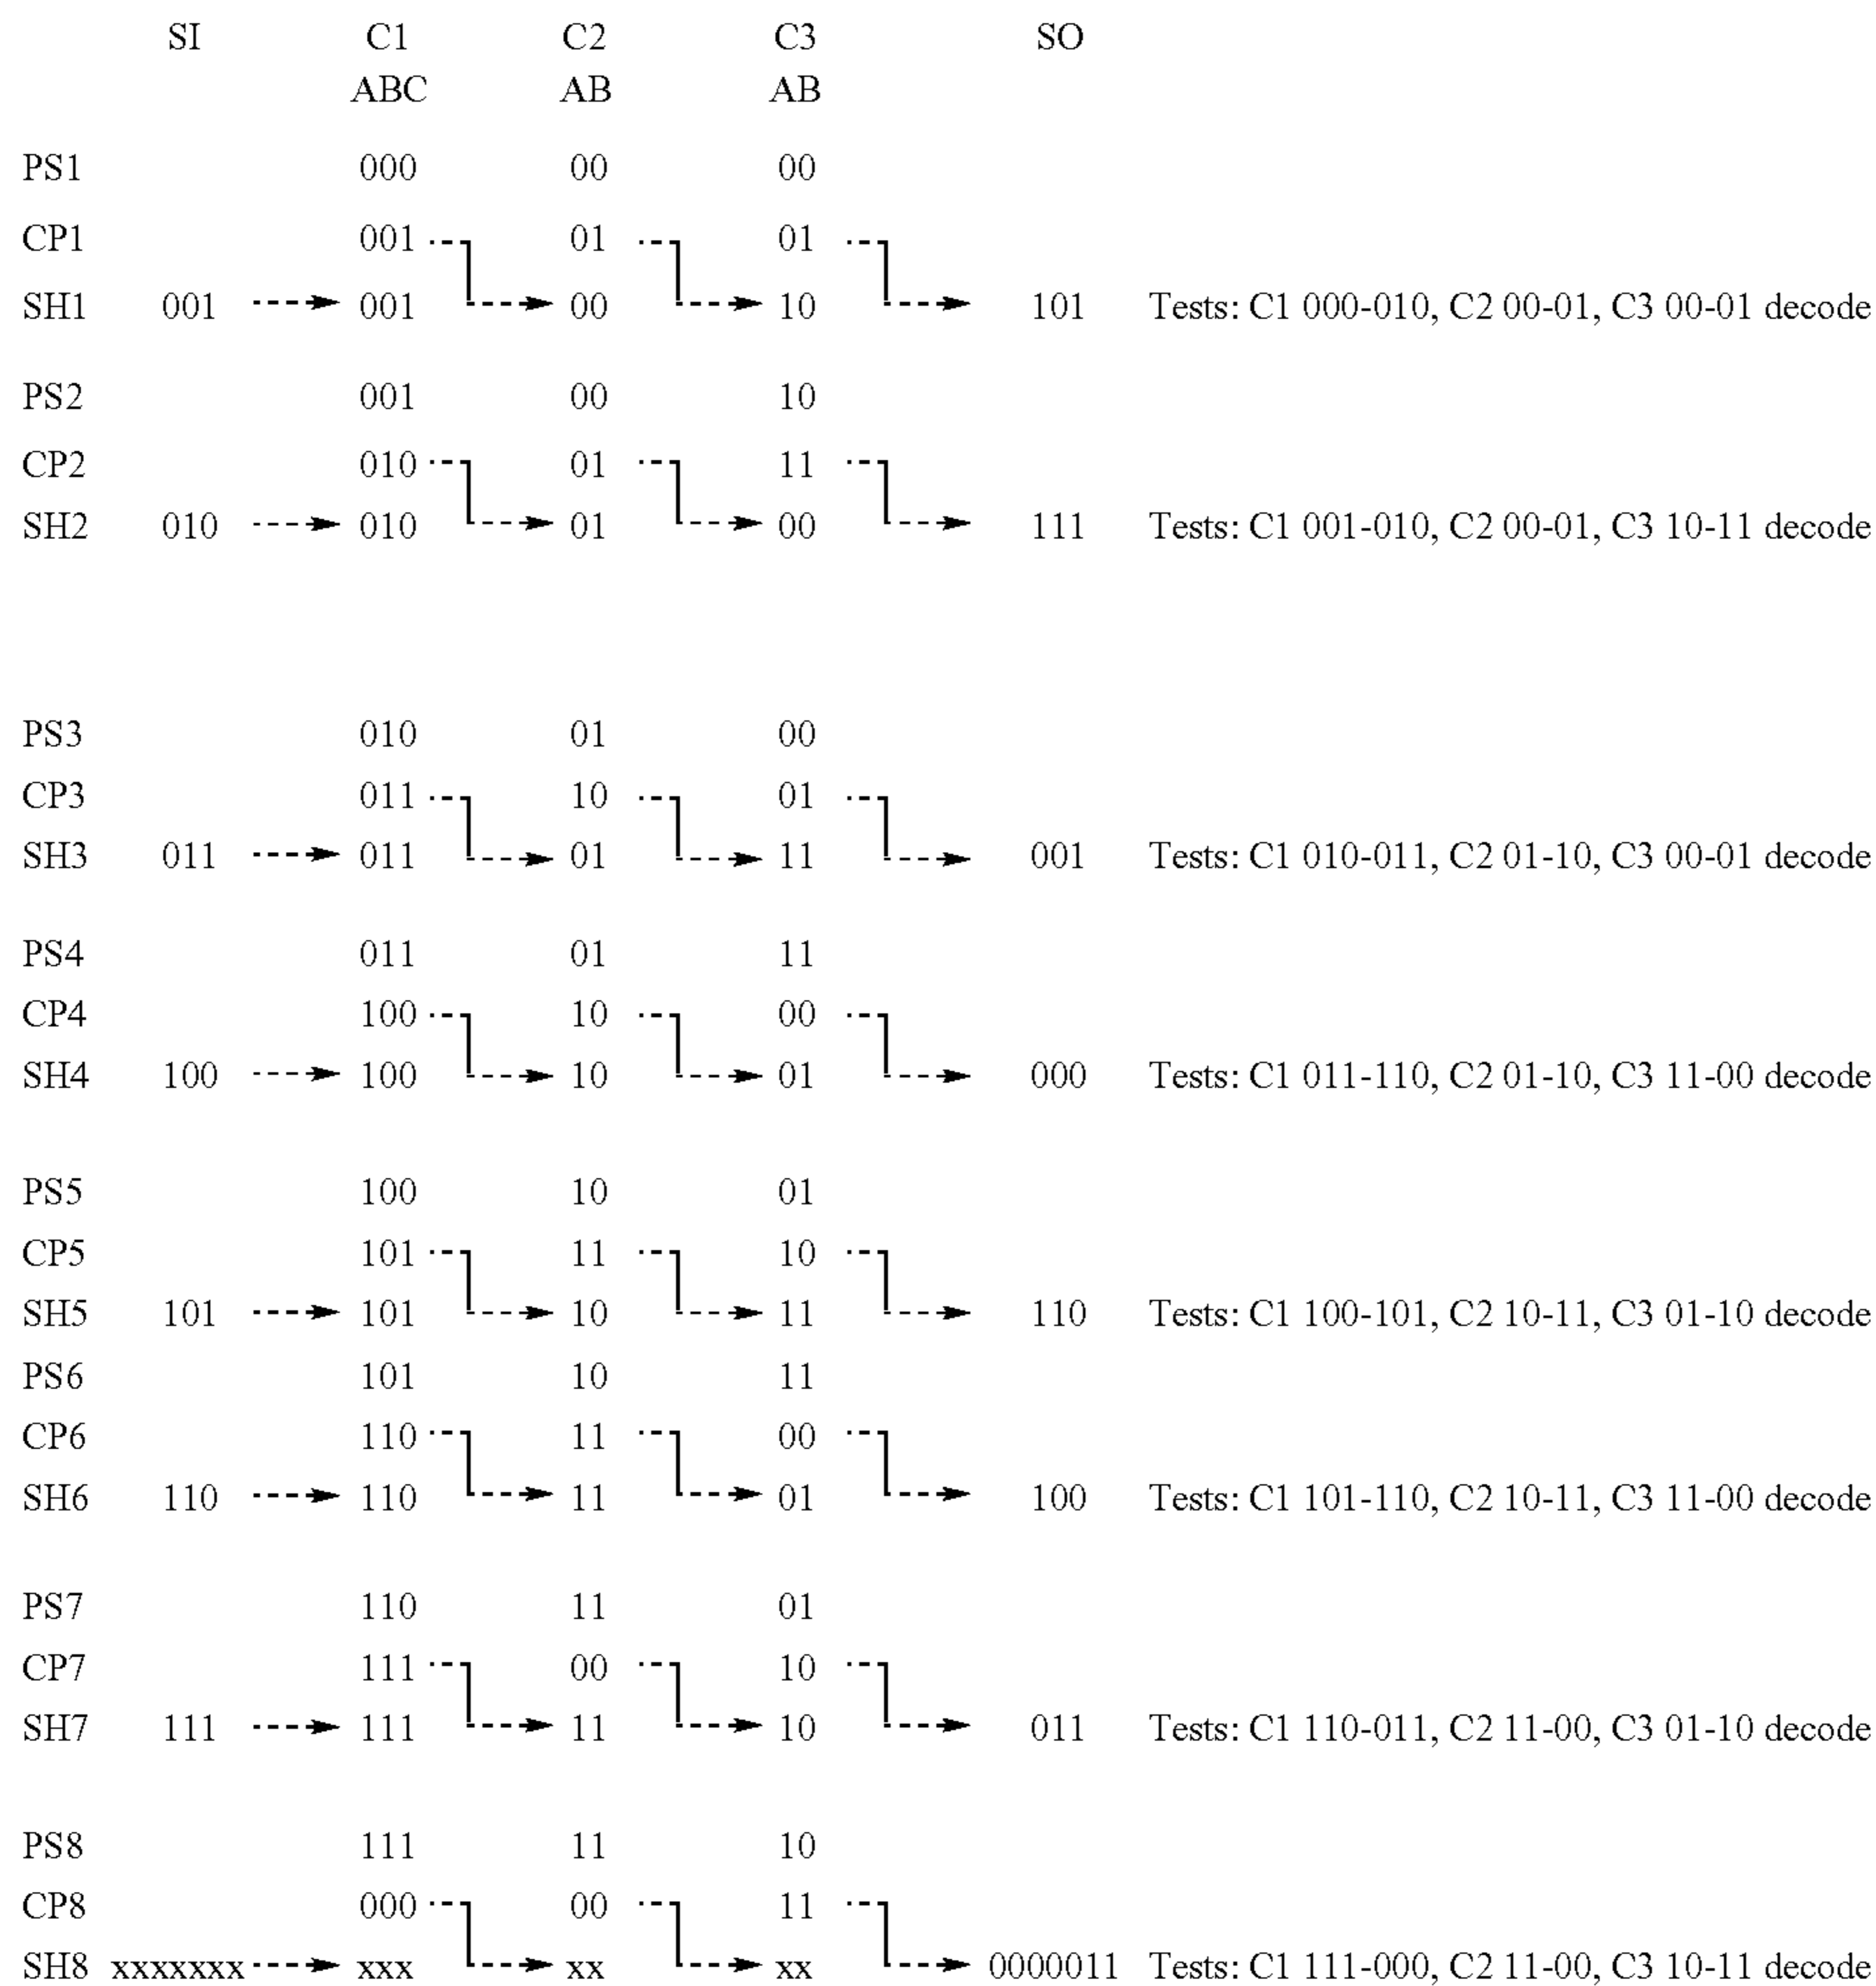 SI C1 C2 C3 SO
ABC AB AB
PS1 000 00 00
CP1 001 01 01
SH1 001 001 00 10 101 Tests: C1 000-010, C2 00-01, C3 00-01 decode
PS2 001 00 10
CP2 010 01 11
SH2 010 010 01 00 111 Tests: C1 001-010, C2 00-01, C3 10-11 decode
PS3 010 01 00
CP3 011 10 01
SH3 011 011 01 11 001 Tests: C1 010-011, C2 01-10, C3 00-01 decode
PS4 011 01 11
CP4 100 10 00
SH4 100 100 10 01 000 Tests: C1 011-110, C2 01-10, C3 11-00 decode
PS5 100 10 01
CP5 101 11 10
SH5 101 101 10 11 110 Tests: C1 100-101, C2 10-11, C3 01-10 decode
PS6 101 10 11
CP6 110 11 00
SH6 110 110 11 01 100 Tests: C1 101-110, C2 10-11, C3 11-00 decode
PS7 110 11 01
CP7 111 00 10
SH7 111 111 11 10 011 Tests: C1 110-011, C2 11-00, C3 01-10 decode
PS8 111 11 10
CP8 000 00 11
SH8 xxxxxxx xxx xx xx 0000011 Tests: C1 111-000, C2 11-00, C3 10-11 decode